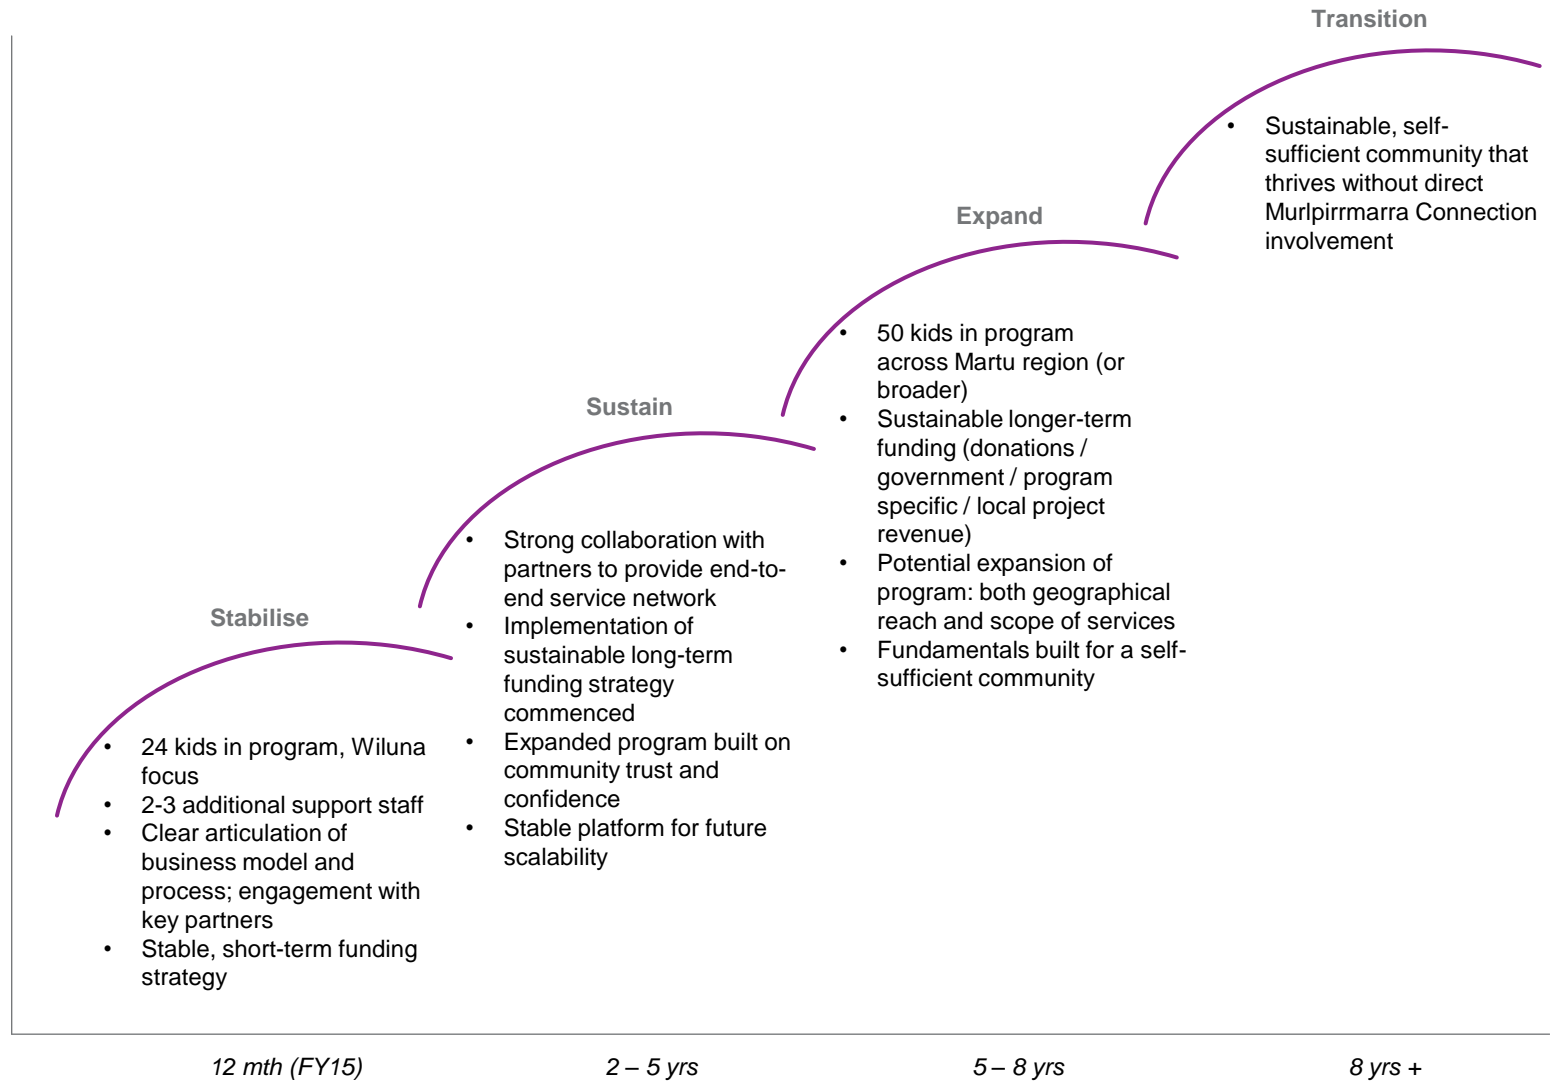 Transition
• Sustainable, self-
sufficient community that
thrives without direct
Murlpirrmarra Connection
involvement
Expand
• 50 kids in program
across Martu region (or
broader)
• Sustainable longer-term
funding (donations /
government / program
specific / local project
revenue)
• Potential expansion of
program: both geographical
reach and scope of services
• Fundamentals built for a self-
sufficient community
Sustain
• Strong collaboration with
partners to provide end-to-
end service network
• Implementation of
sustainable long-term
funding strategy
commenced
• Expanded program built on
community trust and
confidence
• Stable platform for future
scalability
Stabilise
• 24 kids in program, Wiluna
focus
• 2-3 additional support staff
• Clear articulation of
business model and
process; engagement with
key partners
• Stable, short-term funding
strategy
12 mth (FY15)
2 – 5 yrs
5 – 8 yrs
8 yrs +